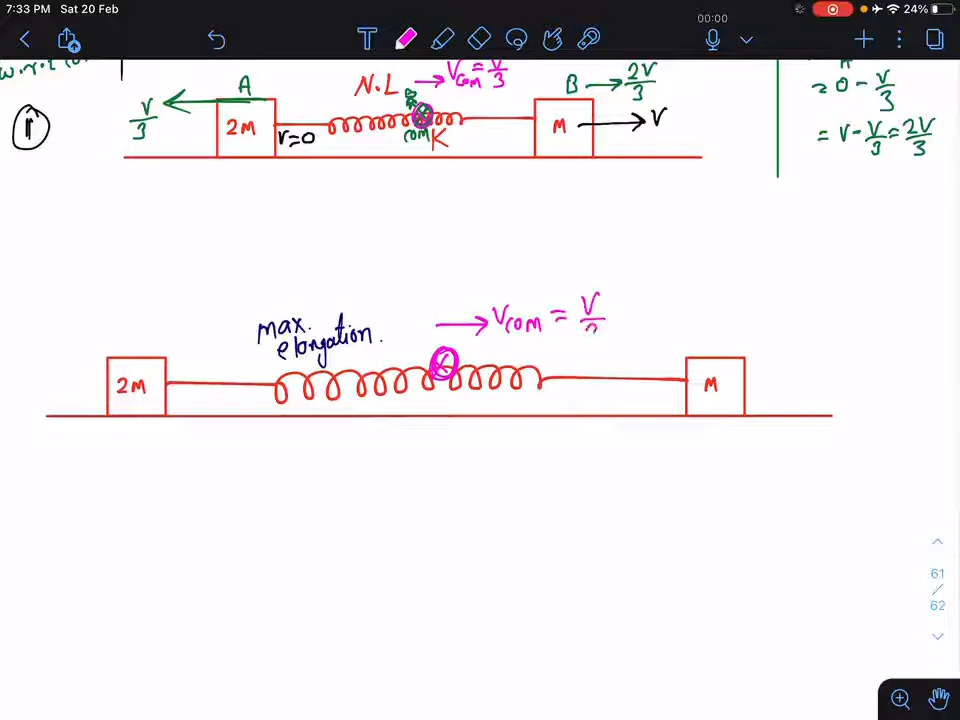 7:33 PM Sat 20 Feb
00:00
24%
T
w.r.t
r
V/3
A
2M
V=0
N.L
Vcom = V/3
com
K
B
2V/3
M
V
= 0 - V/3
= V - V/3 = 2V/3
max.
elongation.
Vcom = V
2M
M
61
62